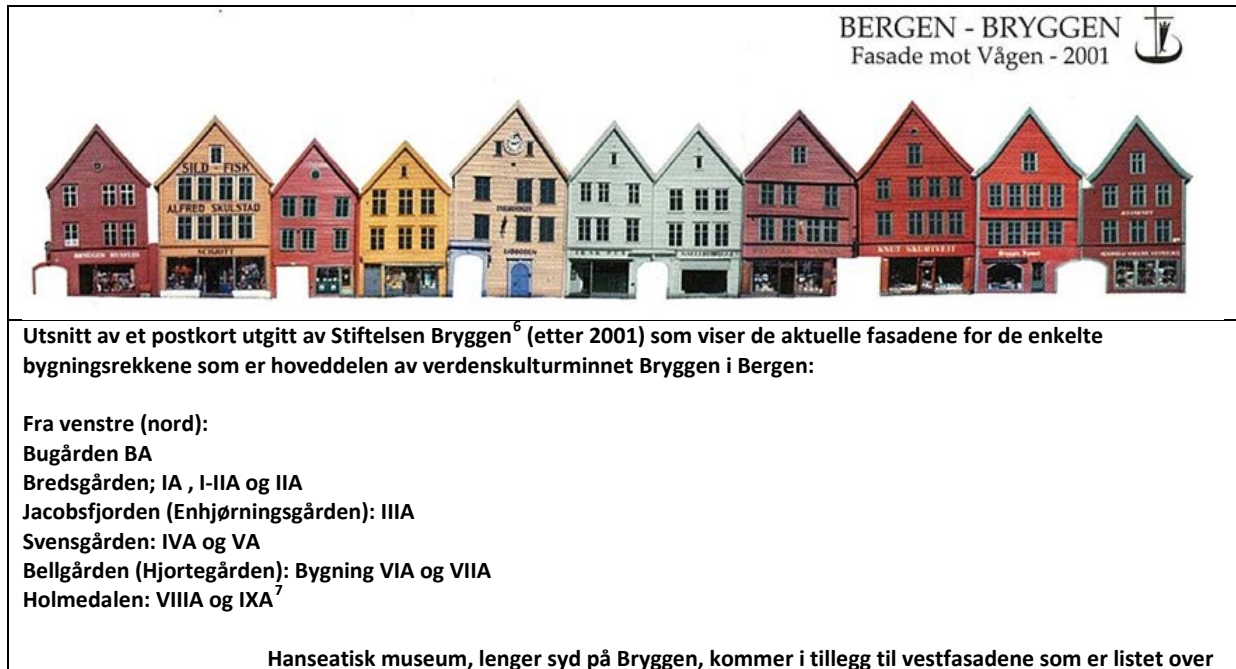 BERGEN - BRYGGEN
Fasade mot Vågen - 2001
SILD - FISK
ALFRED SKULSTAD
SCHJØTT
KNUT SKURTVEIT
Utsnitt av et postkort utgitt av Stiftelsen Bryggen6 (etter 2001) som viser de aktuelle fasadene for de enkelte
bygningsrekkene som er hoveddelen av verdenskulturminnet Bryggen i Bergen:
Fra venstre (nord):
Bugården BA
Bredsgården; IA , I-IIA og IIA
Jacobsfjorden (Enhjørningsgården): IIIA
Svensgården: IVA og VA
Bellgården (Hjortegården): Bygning VIA og VIIA
Holmedalen: VIIIA og IXA7
Hanseatisk museum, lenger syd på Bryggen, kommer i tillegg til vestfasadene som er listet over